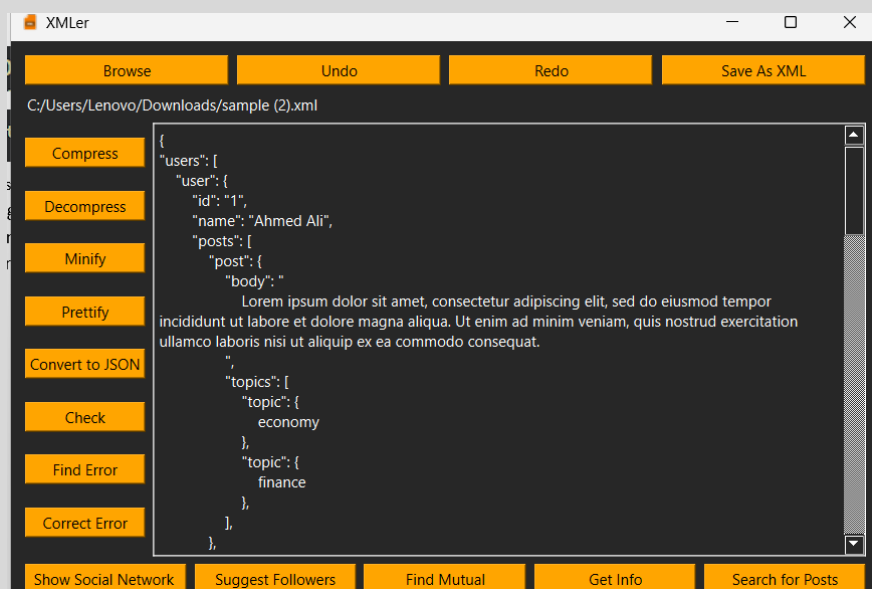 XMLer
Browse
Undo
Redo
Save As XML
C:/Users/Lenovo/Downloads/sample (2).xml
Compress
Decompress
Minify
Prettify
Convert to JSON
Check
Find Error
Correct Error
{
"users": [
"user": {
"id": "1",
"name": "Ahmed Ali",
"posts": [
"post": {
"body": "
Lorem ipsum dolor sit amet, consectetur adipiscing elit, sed do eiusmod tempor
incididunt ut labore et dolore magna aliqua. Ut enim ad minim veniam, quis nostrud exercitation
ullamco laboris nisi ut aliquip ex ea commodo consequat.
",
"topics": [
"topic": {
economy
},
"topic": {
finance
},
],
},
Show Social Network
Suggest Followers
Find Mutual
Get Info
Search for Posts